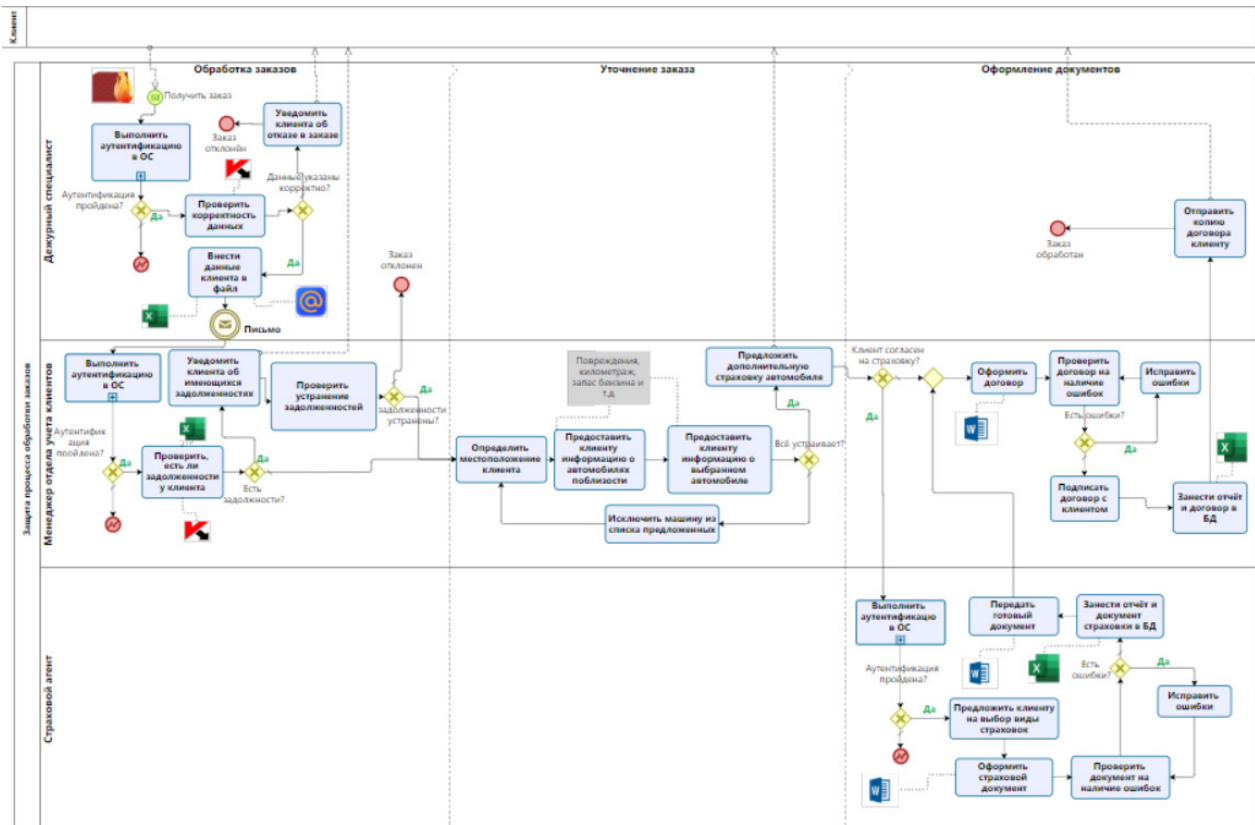 Клиент
Защита процесса обработки заказов
Обработка заказов
Уточнение заказа
Оформление документов
Дежурный специалист
Получить заказ
Выполнить
аутентификацию
в ОС
Аутентификация
пройдена?
Да
Проверить
корректность
данных
Данные указаны
корректно?
Уведомить
клиента об
отказе в заказе
Заказ
отклонён
Да
Внести
данные
клиента в
файл
Письмо
Заказ
отклонен
Отправить
копию
договора
клиенту
Заказ
обработан
Менеджер отдела учета клиентов
Выполнить
аутентификацию
в ОС
Аутентифик
ация
пройдена?
Да
Проверить,
есть ли
задолженности
у клиента
Да
Есть
задолжности?
Уведомить
клиента об
имеющихся
задолженностях
Проверить
устранение
задолженностей
Да
задолженности
устранены?
Определить
местоположение
клиента
Повреждения,
километраж,
запас бензина и
т.д
Предоставить
клиенту
информацию о
автомобилях
поблизости
Предоставить
клиенту
информацию о
выбранном
автомобиле
Всё устраивает?
Да
Исключить машину из
списка предложенных
Предложить
дополнительную
страховку автомобиля
Клиент согласен
на страховку?
Да
Оформить
договор
Проверить
договор на
наличие
ошибок
Исправить
ошибки
Есть ошибки?
Да
Подписать
договор с
клиентом
Занести отчёт
и договор в
БД
Страховой агент
Выполнить
аутентификацю
в ОС
Аутентификация
пройдена?
Да
Предложить клиенту
на выбор виды
страховок
Оформить
страховой
документ
Проверить
документ на
наличие ошибок
Есть
ошибки?
Да
Исправить
ошибки
Занести отчёт и
документ
страховки в БД
Передать
готовый
документ